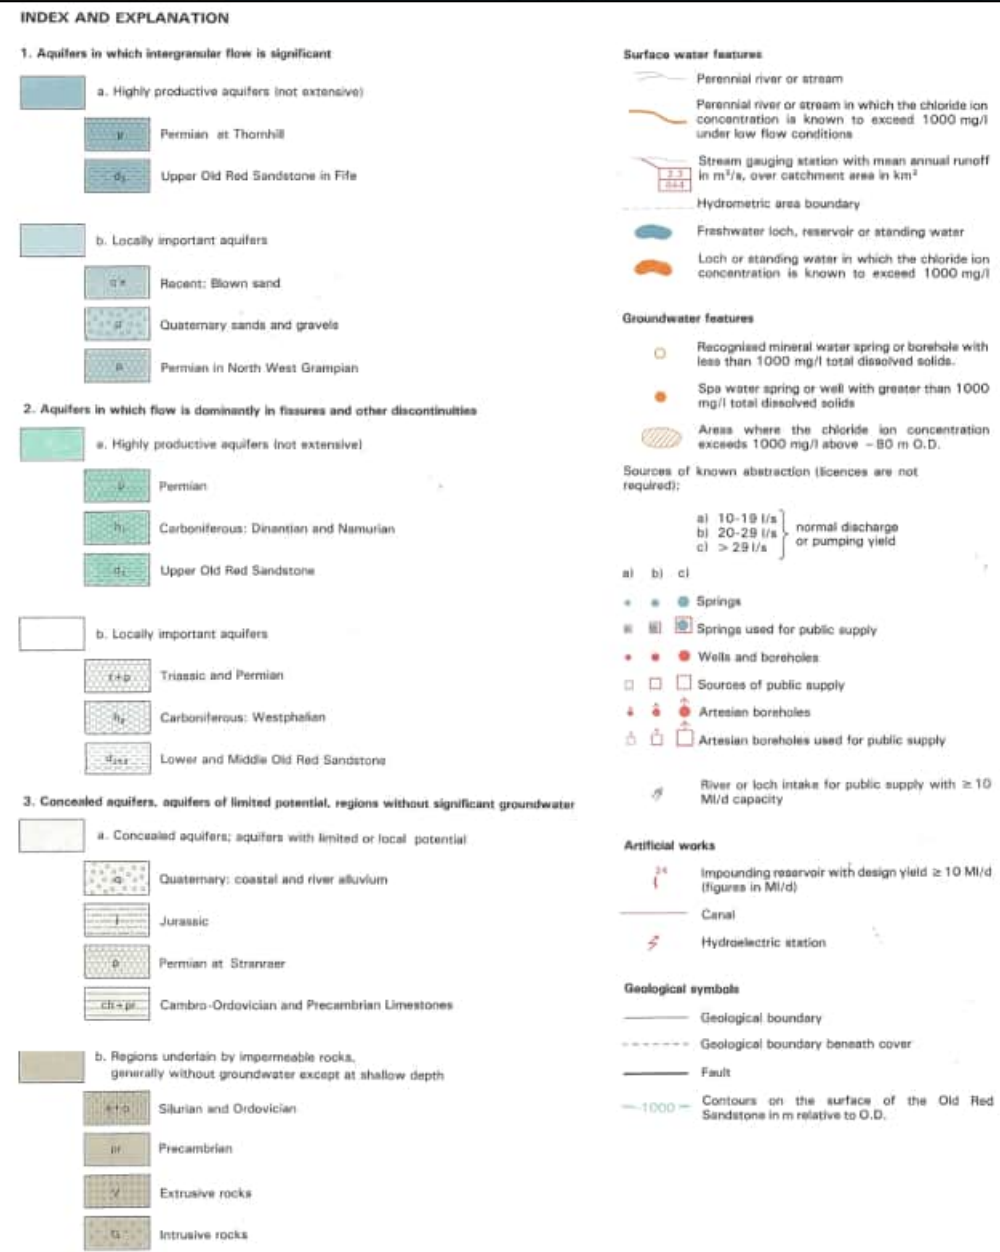 INDEX AND EXPLANATION
1. Aquifers in which intergranular flow is significant
a. Highly productive aquifers (not extensive)
p
Permian at Thornhill
d₃
Upper Old Red Sandstone in Fife
b. Locally important aquifers
Recent: Blown sand
Quaternary sands and gravels
p
Permian in North West Grampian
2. Aquifers in which flow is dominantly in fissures and other discontinuities
a. Highly productive aquifers (not extensive)
p
Permian
h₁
Carboniferous: Dinantian and Namurian
d₃
Upper Old Red Sandstone
b. Locally important aquifers
t+p
Triassic and Permian
h₂
Carboniferous: Westphalian
Lower and Middle Old Red Sandstone
3. Concealed aquifers, aquifers of limited potential, regions without significant groundwater
a. Concealed aquifers; aquifers with limited or local potential
q
Quaternary: coastal and river alluvium
j
Jurassic
p
Permian at Stranraer
Cambro-Ordovician and Precambrian Limestones
b. Regions underlain by impermeable rocks,
generally without groundwater except at shallow depth
s+o
Silurian and Ordovician
pr
Precambrian
Extrusive rocks
Intrusive rocks
Surface water features
Perennial river or stream
Perennial river or stream in which the chloride ion
concentration is known to exceed 1000 mg/l
under low flow conditions
Stream gauging station with mean annual runoff
2.3 in m³/s, over catchment area in km²
Hydrometric area boundary
Freshwater loch, reservoir or standing water
Loch or standing water in which the chloride ion
concentration is known to exceed 1000 mg/l
Groundwater features
Recognised mineral water spring or borehole with
less than 1000 mg/l total dissolved solids.
Spa water spring or well with greater than 1000
mg/l total dissolved solids
Areas where the chloride ion concentration
exceeds 1000 mg/l above – 80 m O.D.
Sources of known abstraction (licences are not
required):
a) 10-19 l/s
b) 20-29 l/s
c) > 29 l/s
normal discharge
or pumping yield
a) b) c)
Springs
Springs used for public supply
Wells and boreholes
Sources of public supply
Artesian boreholes
Artesian boreholes used for public supply
River or loch intake for public supply with ≥ 10
Ml/d capacity
Artificial works
24 Impounding reservoir with design yield ≥ 10 Ml/d
(figures in Ml/d)
Canal
Hydroelectric station
Geological symbols
Geological boundary
Geological boundary beneath cover
Fault
-1000- Contours on the surface of the Old Red
Sandstone in m relative to O.D.